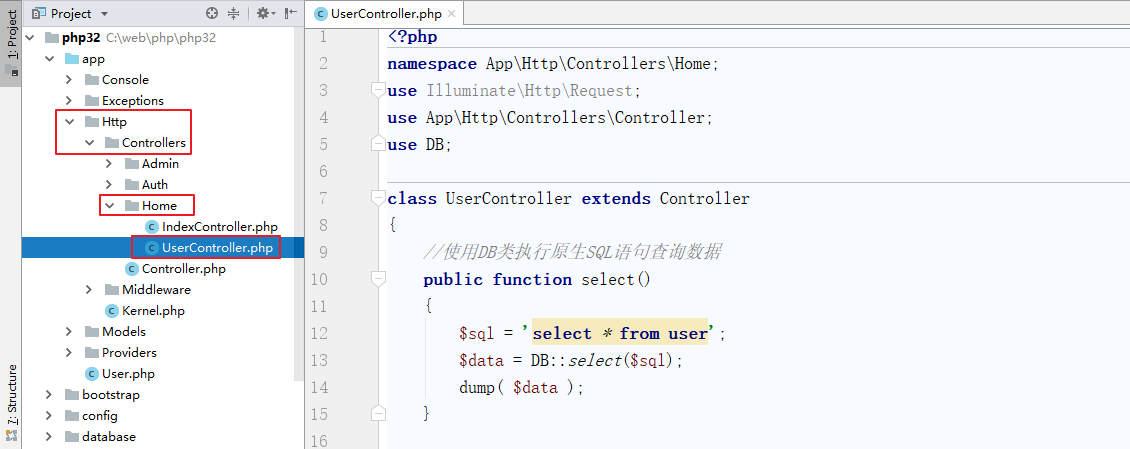 1: Project
7: Structure
Project
php32 C:\web\php\php32
app
Console
Exceptions
Http
Controllers
Admin
Auth
Home
IndexController.php
UserController.php
Controller.php
Middleware
Kernel.php
Models
Providers
User.php
bootstrap
config
database
UserController.php
1 <?php
2 namespace App\Http\Controllers\Home;
3 use Illuminate\Http\Request;
4 use App\Http\Controllers\Controller;
5 use DB;
6
7 class UserController extends Controller
8 {
9 //使用DB类执行原生SQL语句查询数据
10 public function select()
11 {
12 $sql = 'select * from user';
13 $data = DB::select($sql);
14 dump( $data );
15 }
16